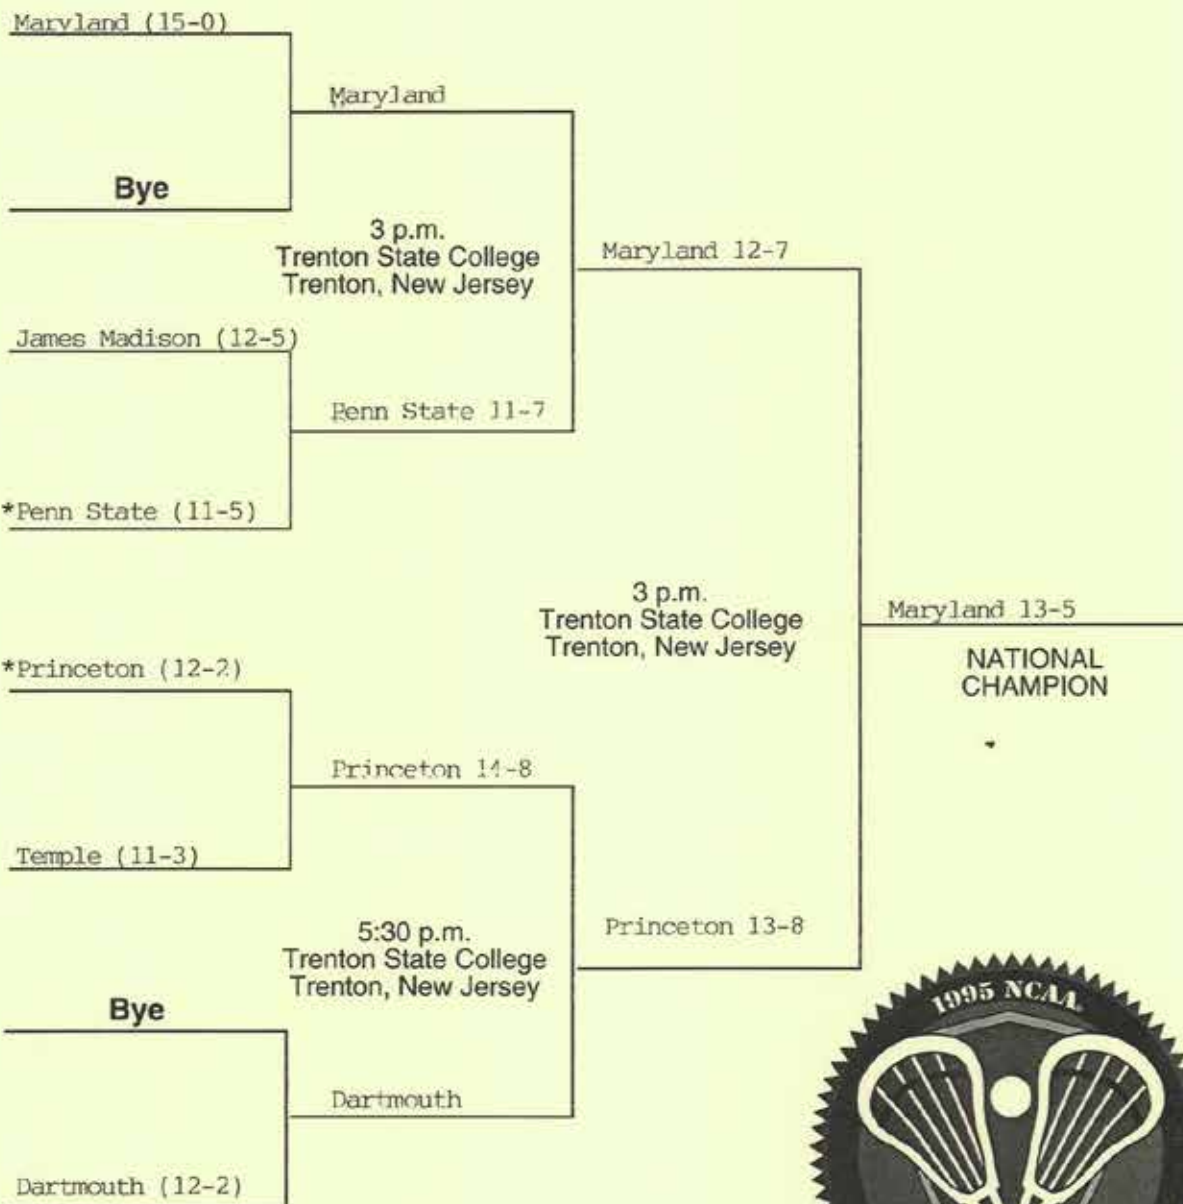 Maryland (15-0)
Maryland
Bye
3 p.m.
Trenton State College
Trenton, New Jersey
Maryland 12-7
James Madison (12-5)
Penn State 11-7
*Penn State (11-5)
3 p.m.
Trenton State College
Trenton, New Jersey
Maryland 13-5
NATIONAL
CHAMPION
*Princeton (12-2)
Princeton 14-8
Temple (11-3)
5:30 p.m.
Trenton State College
Trenton, New Jersey
Princeton 13-8
Bye
Dartmouth
Dartmouth (12-2)
1995 NCAA